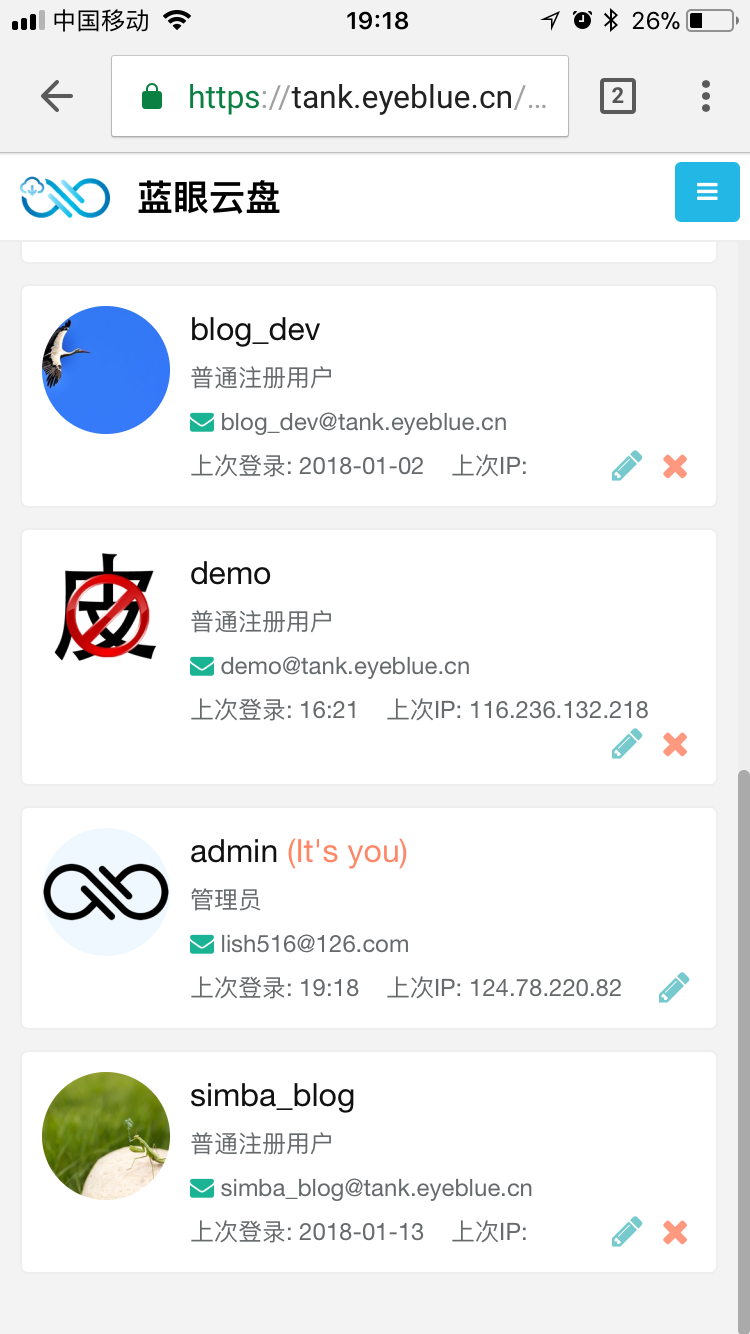 中国移动 19:18 26%
https://tank.eyeblue.cn/... 2
蓝眼云盘
blog_dev
普通注册用户
blog_dev@tank.eyeblue.cn
上次登录: 2018-01-02 上次IP:
皮
demo
普通注册用户
demo@tank.eyeblue.cn
上次登录: 16:21 上次IP: 116.236.132.218
admin (It's you)
管理员
lish516@126.com
上次登录: 19:18 上次IP: 124.78.220.82
simba_blog
普通注册用户
simba_blog@tank.eyeblue.cn
上次登录: 2018-01-13 上次IP: